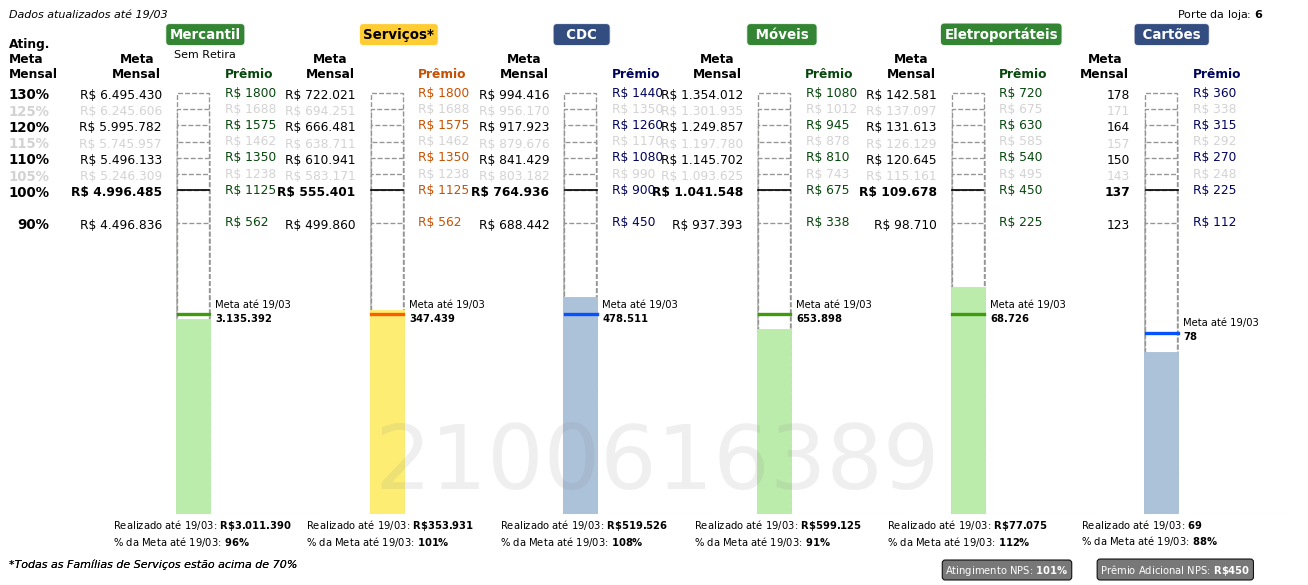 Dados atualizados até 19/03
Porte da loja: 6
Mercantil Serviços* CDC Móveis Eletroportáteis Cartões
Sem Retira
Ating. Meta Mensal
Meta Mensal Prêmio Meta Mensal Prêmio Meta Mensal Prêmio Meta Mensal Prêmio Meta Mensal Prêmio Meta Mensal Prêmio
130% R$ 6.495.430 R$ 1800 R$ 722.021 R$ 1800 R$ 994.416 R$ 1440 R$ 1.354.012 R$ 1080 R$ 142.581 R$ 720 178 R$ 360
125% R$ 6.245.606 R$ 1688 R$ 694.251 R$ 1688 R$ 956.170 R$ 1350 R$ 1.301.935 R$ 1012 R$ 137.097 R$ 675 171 R$ 338
120% R$ 5.995.782 R$ 1575 R$ 666.481 R$ 1575 R$ 917.923 R$ 1260 R$ 1.249.857 R$ 945 R$ 131.613 R$ 630 164 R$ 315
115% R$ 5.745.957 R$ 1462 R$ 638.711 R$ 1462 R$ 879.676 R$ 1170 R$ 1.197.780 R$ 878 R$ 126.129 R$ 585 157 R$ 292
110% R$ 5.496.133 R$ 1350 R$ 610.941 R$ 1350 R$ 841.429 R$ 1080 R$ 1.145.702 R$ 810 R$ 120.645 R$ 540 150 R$ 270
105% R$ 5.246.309 R$ 1238 R$ 583.171 R$ 1238 R$ 803.182 R$ 990 R$ 1.093.625 R$ 743 R$ 115.161 R$ 495 143 R$ 248
100% R$ 4.996.485 R$ 1125 R$ 555.401 R$ 1125 R$ 764.936 R$ 900 R$ 1.041.548 R$ 675 R$ 109.678 R$ 450 137 R$ 225
90% R$ 4.496.836 R$ 562 R$ 499.860 R$ 562 R$ 688.442 R$ 450 R$ 937.393 R$ 338 R$ 98.710 R$ 225 123 R$ 112
Meta até 19/03 Meta até 19/03 Meta até 19/03 Meta até 19/03 Meta até 19/03
3.135.392 347.439 478.511 653.898 68.726
Meta até 19/03
78
2100616389
Realizado até 19/03: R$3.011.390 Realizado até 19/03: R$353.931 Realizado até 19/03: R$519.526 Realizado até 19/03: R$599.125 Realizado até 19/03: R$77.075 Realizado até 19/03: 69
% da Meta até 19/03: 96% % da Meta até 19/03: 101% % da Meta até 19/03: 108% % da Meta até 19/03: 91% % da Meta até 19/03: 112% % da Meta até 19/03: 88%
*Todas as Famílias de Serviços estão acima de 70%
Atingimento NPS: 101% Prêmio Adicional NPS: R$450